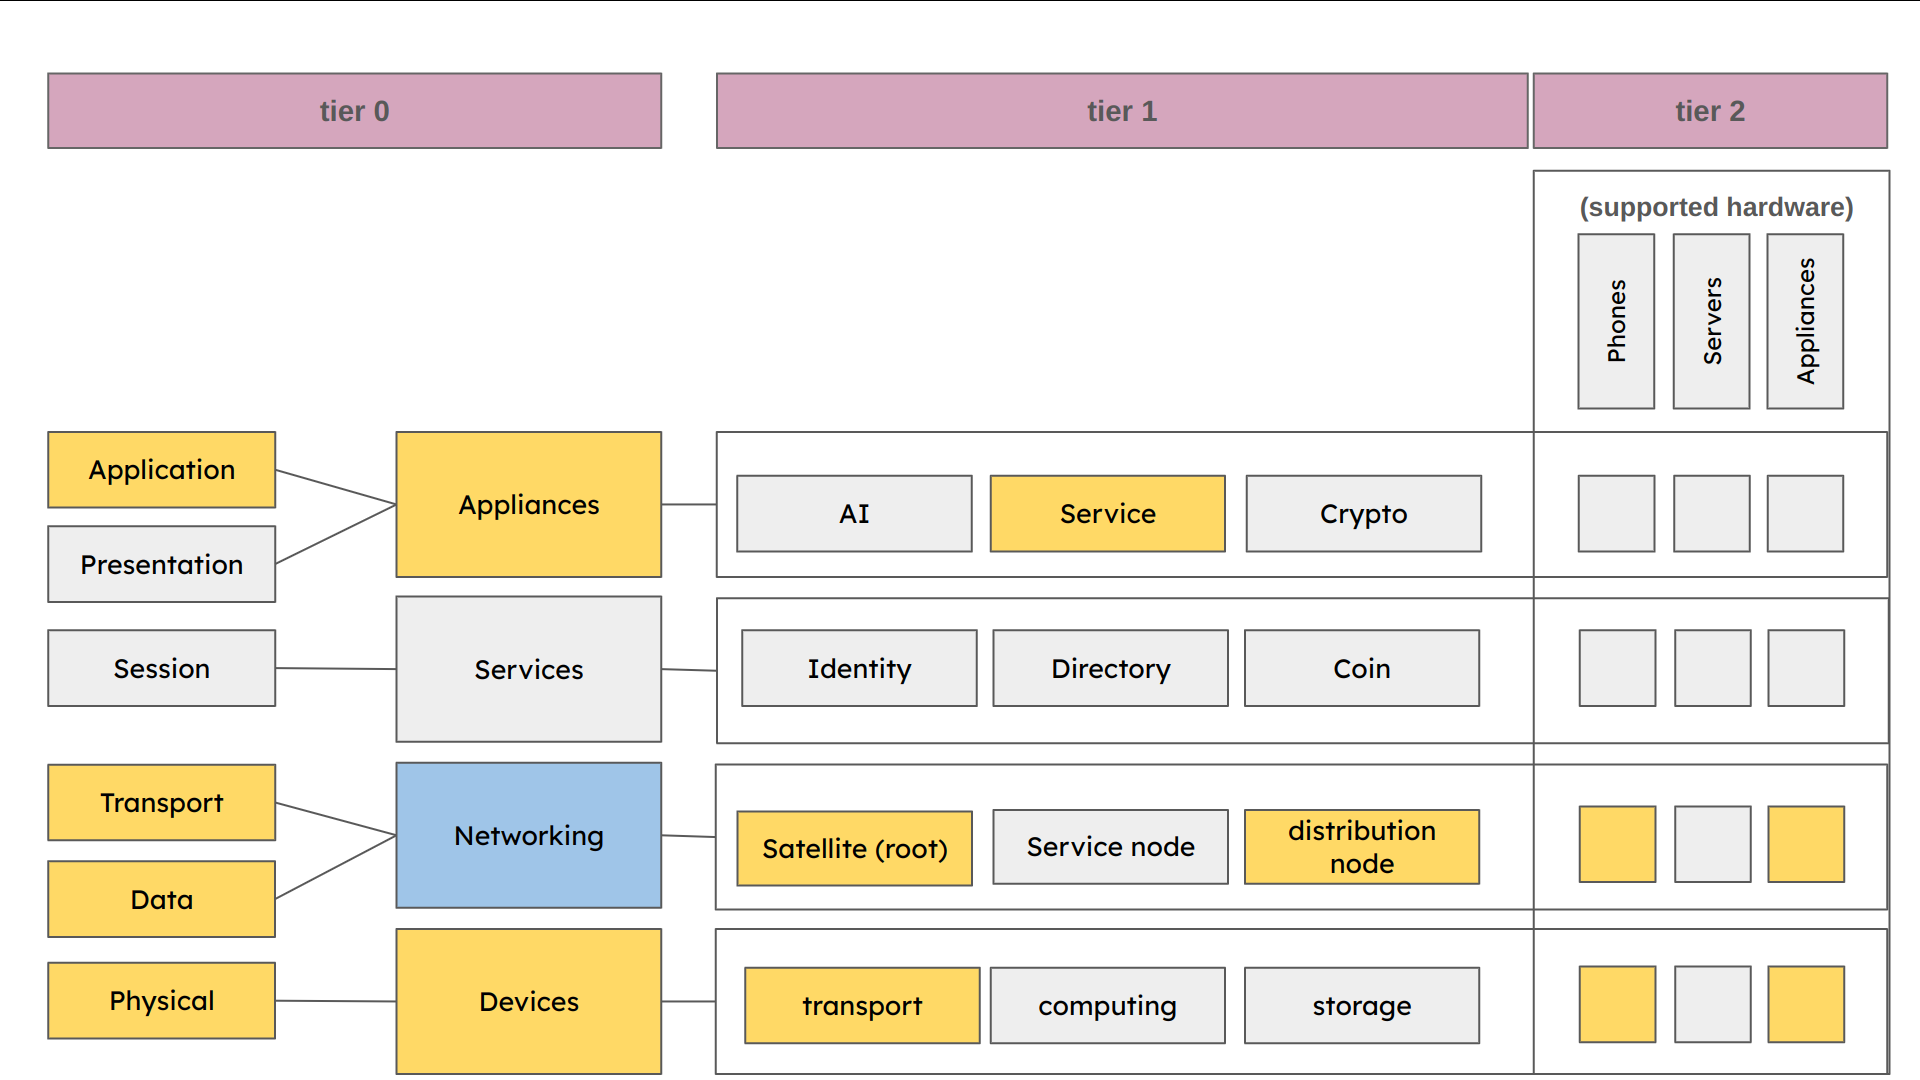 tier 0
tier 1
tier 2
(supported hardware)
Phones
Servers
Appliances
Application
Presentation
Appliances
AI
Service
Crypto
Session
Services
Identity
Directory
Coin
Transport
Data
Networking
Satellite (root)
Service node
distribution
node
Physical
Devices
transport
computing
storage